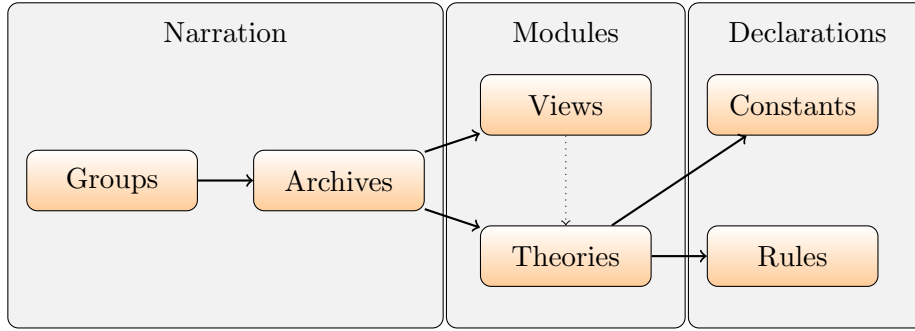 Narration
Groups
Archives
Modules
Views
Theories
Declarations
Constants
Rules